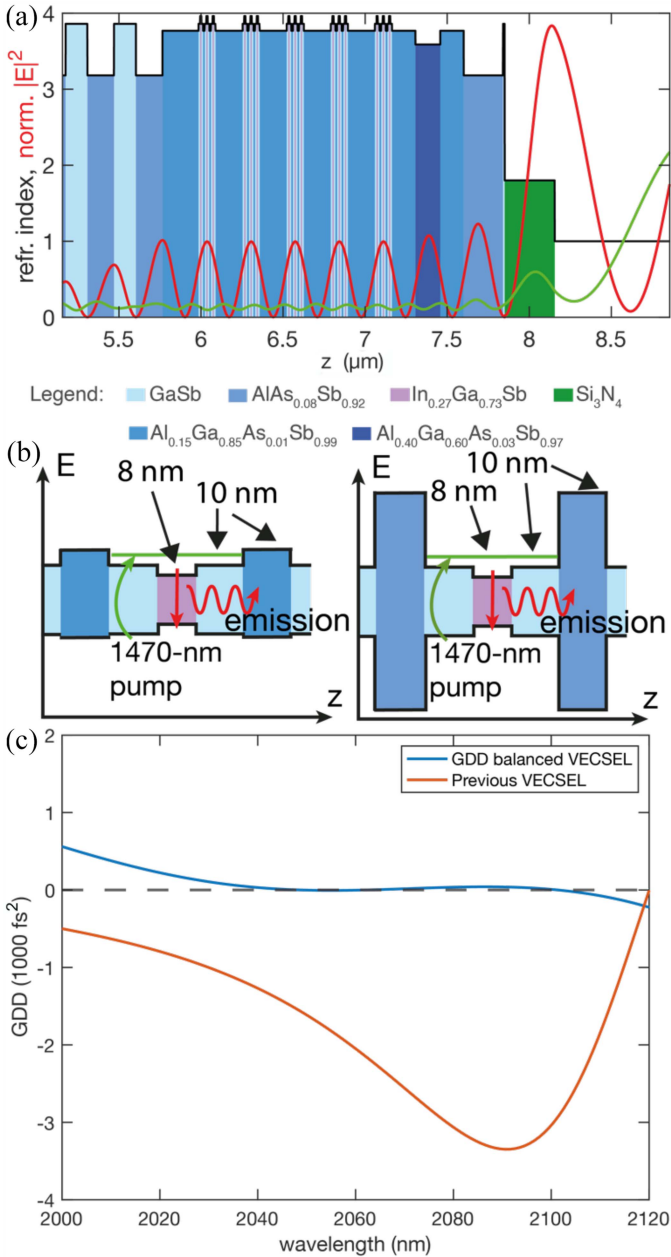 (a)
refr. index, norm. |E|²
4
3
2
1
0
5.5 6 6.5 7 7.5 8 8.5
z (μm)
Legend: GaSb AlAs₀.₀₈Sb₀.₉₂ In₀.₂₇Ga₀.₇₃Sb Si₃N₄
Al₀.₁₅Ga₀.₈₅As₀.₀₁Sb₀.₉₉ Al₀.₄₀Ga₀.₆₀As₀.₀₃Sb₀.₉₇
(b)
E
8 nm
10 nm
emission
1470-nm
pump
z
E
10 nm
8 nm
emission
1470-nm
pump
z
(c)
GDD balanced VECSEL
Previous VECSEL
GDD (1000 fs²)
2
1
0
-1
-2
-3
-4
2000 2020 2040 2060 2080 2100 2120
wavelength (nm)